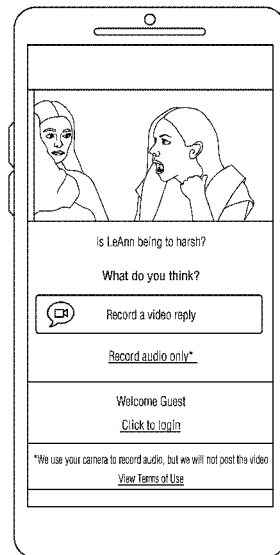 Is LeAnn being to harsh?
What do you think?
Record a video reply
Record audio only*
Welcome Guest
Click to login
*We use your camera to record audio, but we will not post the video
View Terms of Use